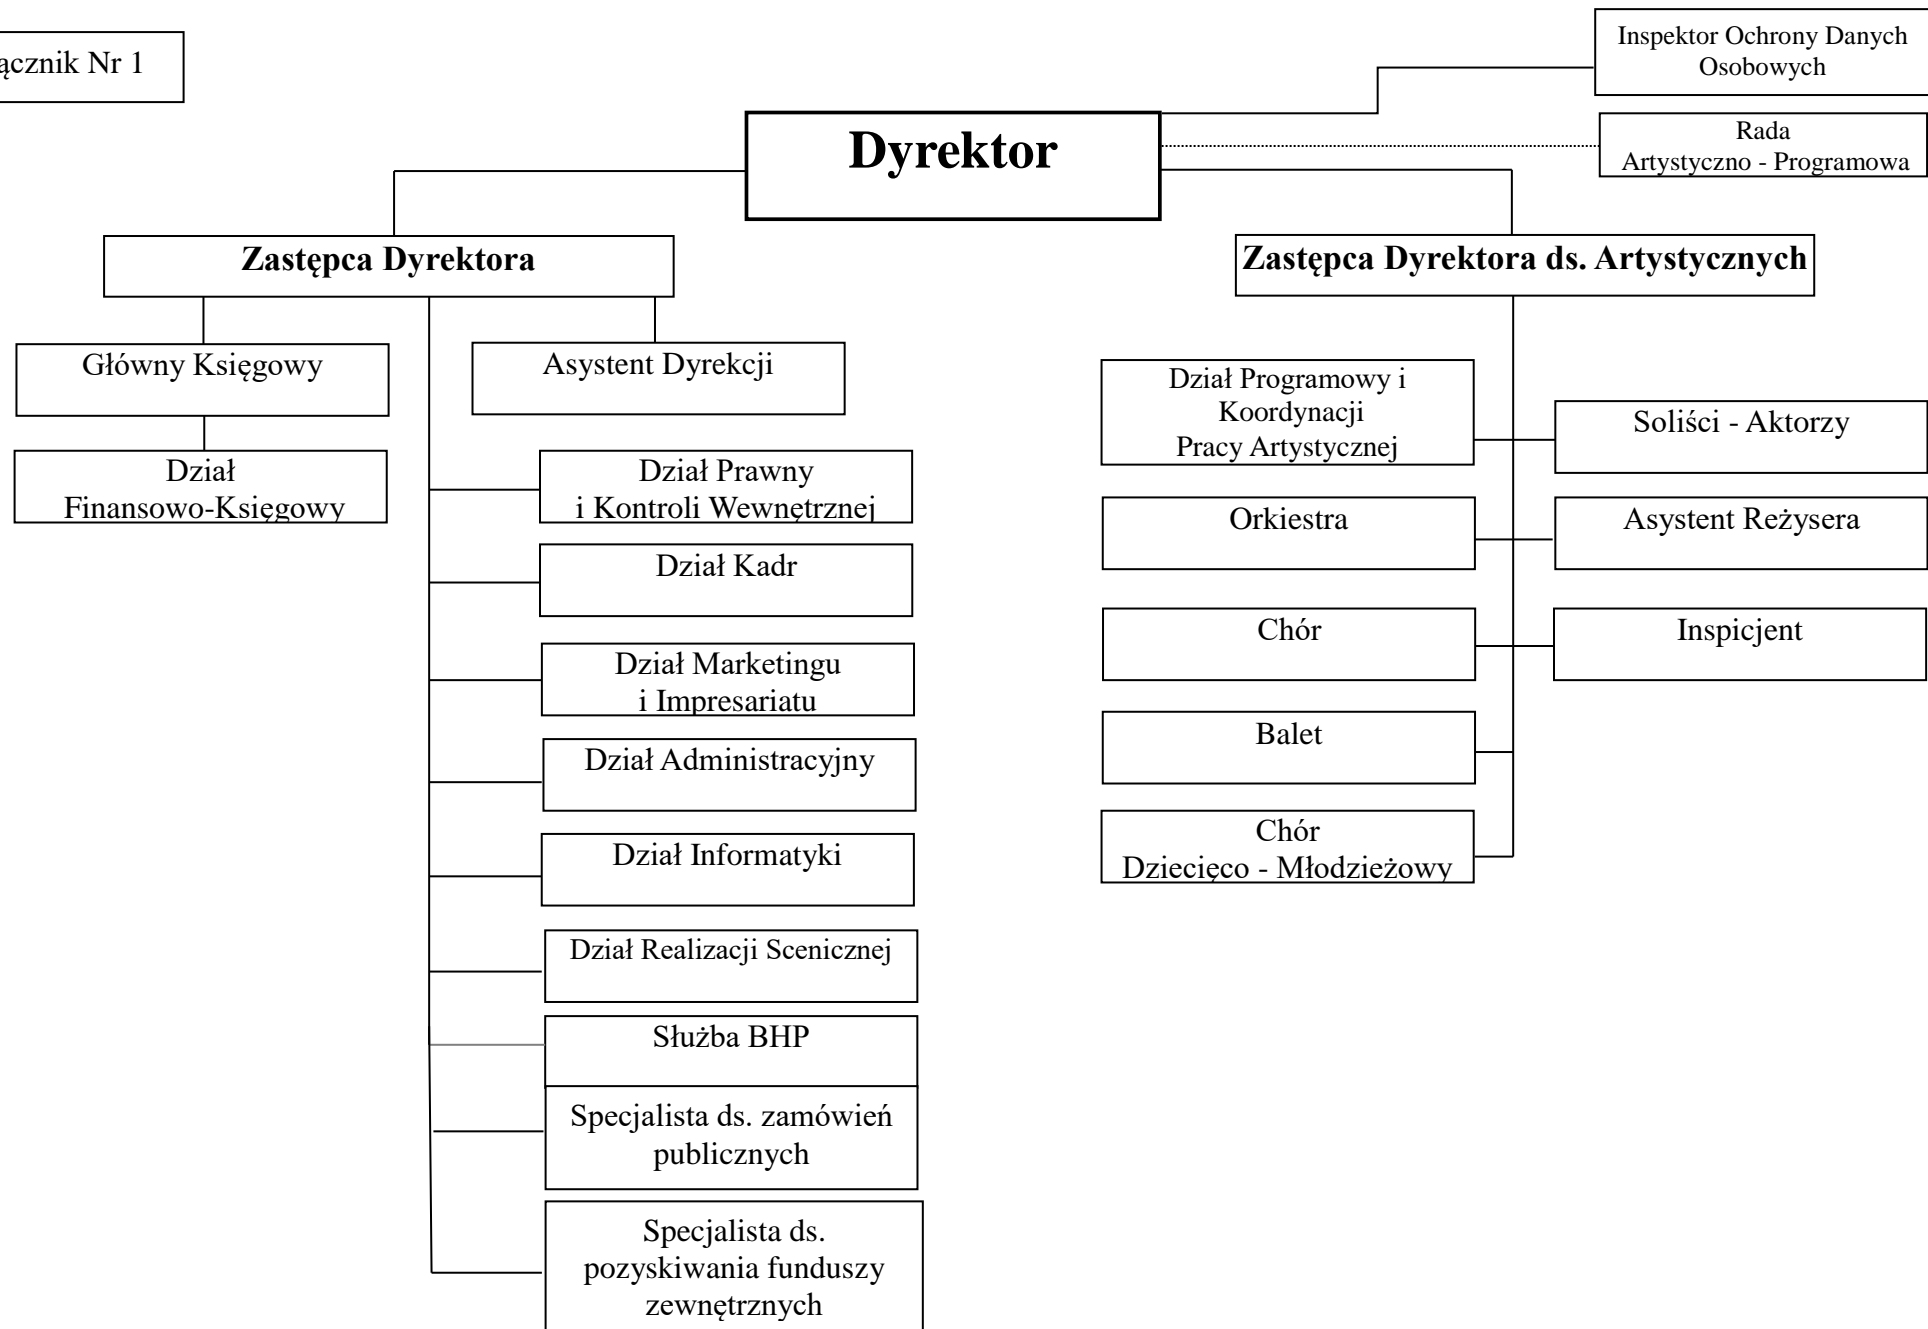 ącznik Nr 1
Inspektor Ochrony Danych
Osobowych
Dyrektor
Rada
Artystyczno - Programowa
Zastępca Dyrektora
Zastępca Dyrektora ds. Artystycznych
Główny Księgowy
Asystent Dyrekcji
Dział
Finansowo-Księgowy
Dział Prawny
i Kontroli Wewnętrznej
Dział Kadr
Dział Marketingu
i Impresariatu
Dział Administracyjny
Dział Informatyki
Dział Realizacji Scenicznej
Służba BHP
Specjalista ds. zamówień
publicznych
Specjalista ds.
pozyskiwania funduszy
zewnętrznych
Dział Programowy i
Koordynacji
Pracy Artystycznej
Soliści - Aktorzy
Orkiestra
Asystent Reżysera
Chór
Inspicjent
Balet
Chór
Dziecięco - Młodzieżowy